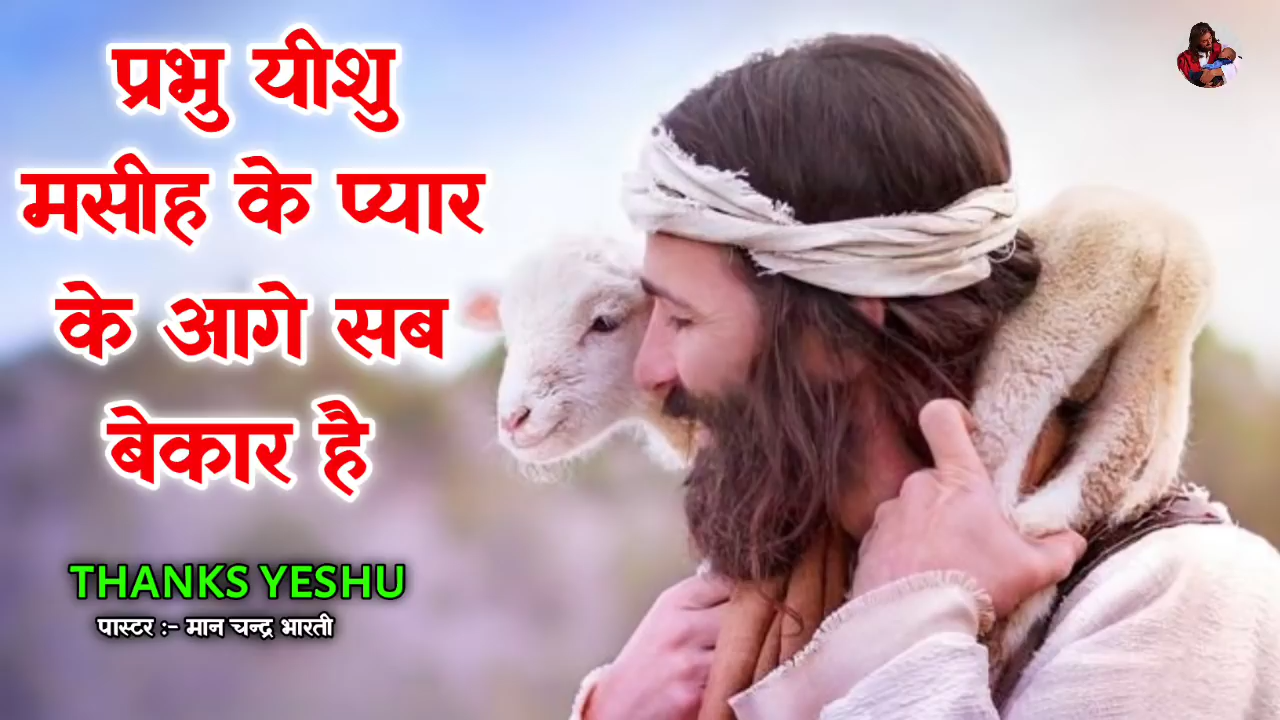 प्रभु यीशु
मसीह के प्यार
के आगे सब
बेकार है
THANKS YESHU
पास्टर :- मान चन्द्र भारती